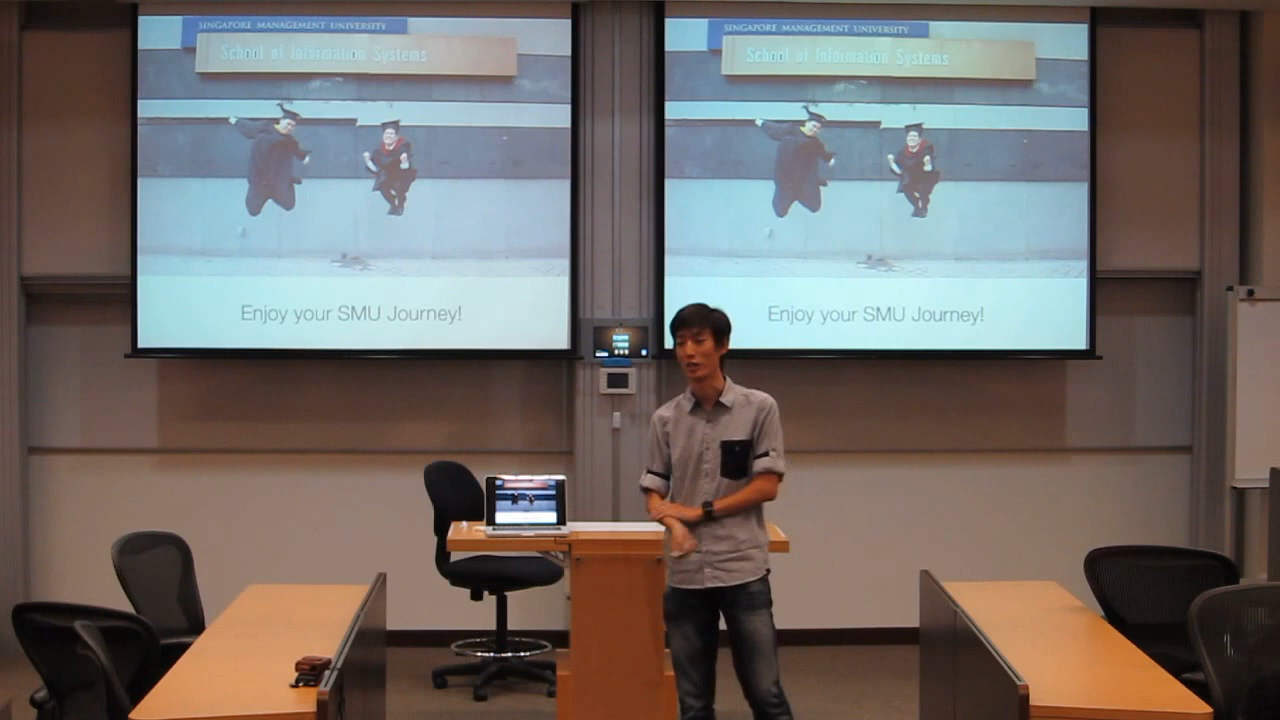 SINGAPORE MANAGEMENT UNIVERSITY
School of Information Systems
Enjoy your SMU Journey!
SINGAPORE MANAGEMENT UNIVERSITY
School of Information Systems
Enjoy your SMU Journey!